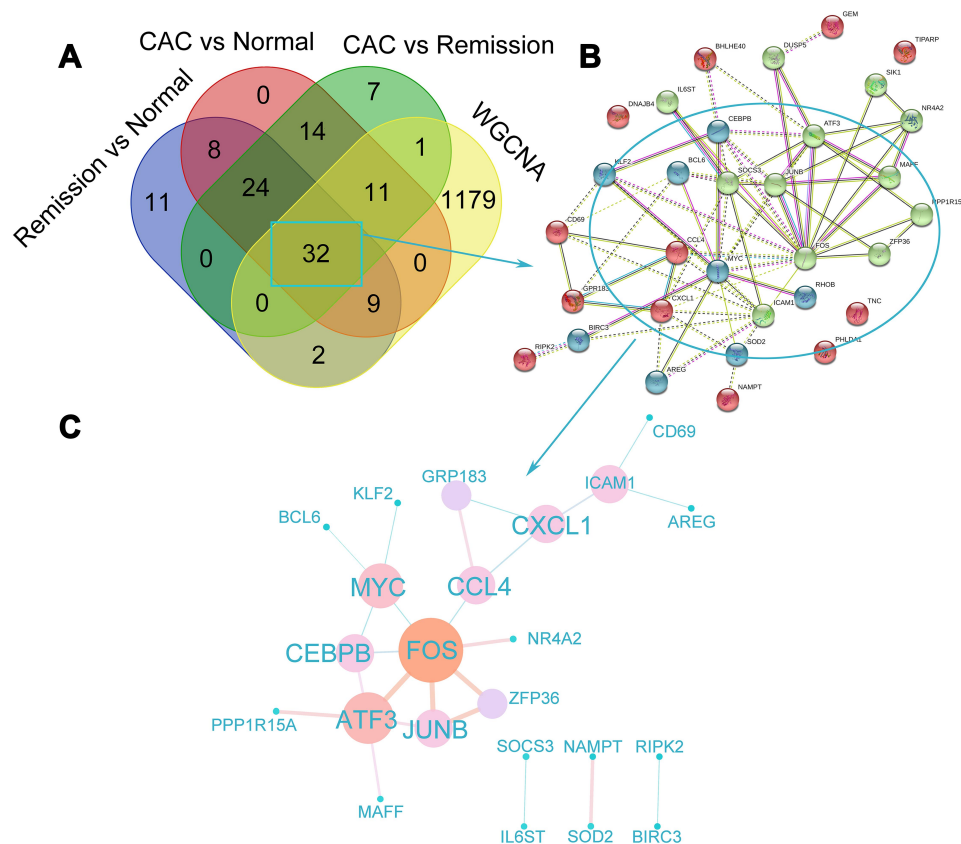 A
CAC vs Normal
CAC vs Remission
Remission vs Normal
WGCNA
0
7
8
14
1
11
24
11
1179
0
32
0
0
9
2
B
GEM
BHLHE40
DUSP5
TIPARP
SIK1
IL6ST
DNAJB4
NR4A2
CEBPB
ATF3
KLF2
BCL6
SOCS3
JUNB
MAFF
PPP1R15
CD69
CCL4
FOS
ZFP36
MYC
GPR183
CXCL1
ICAM1
RHOB
TNC
BIRC3
RIPK2
SOD2
PHLDA1
AREG
NAMPT
C
CD69
GRP183
ICAM1
KLF2
BCL6
CXCL1
AREG
MYC
CCL4
CEBPB
FOS
NR4A2
ZFP36
PPP1R15A
ATF3
JUNB
MAFF
SOCS3
NAMPT
RIPK2
IL6ST
SOD2
BIRC3